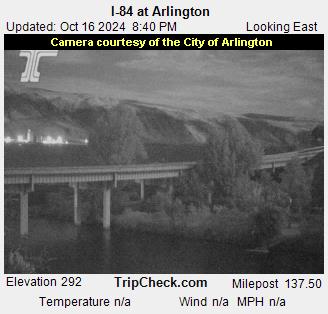 I-84 at Arlington
Updated: Oct 16 2024 8:40 PM Looking East
Camera courtesy of the City of Arlington
Elevation 292 TripCheck.com Milepost 137.50
Temperature n/a Wind n/a MPH n/a